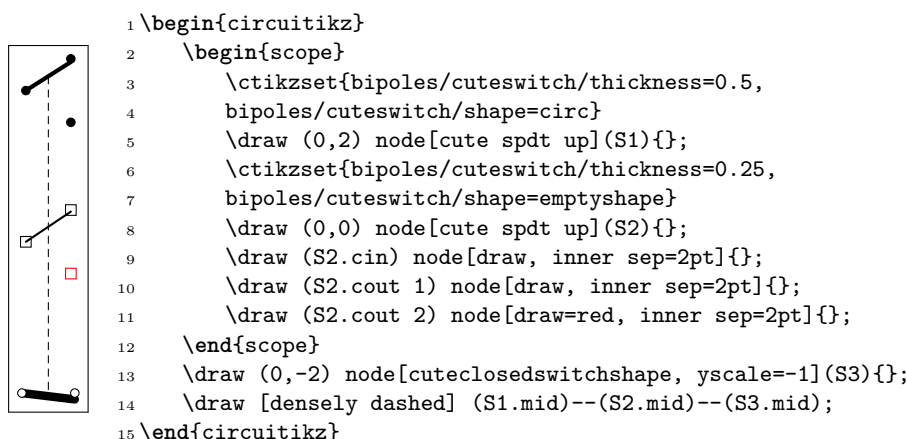 1 \begin{circuitikz}
2     \begin{scope}
3         \ctikzset{bipoles/cuteswitch/thickness=0.5,
4         bipoles/cuteswitch/shape=circ}
5         \draw (0,2) node[cute spdt up](S1){};
6         \ctikzset{bipoles/cuteswitch/thickness=0.25,
7         bipoles/cuteswitch/shape=emptyshape}
8         \draw (0,0) node[cute spdt up](S2){};
9         \draw (S2.cin) node[draw, inner sep=2pt]{};
10         \draw (S2.cout 1) node[draw, inner sep=2pt]{};
11         \draw (S2.cout 2) node[draw=red, inner sep=2pt]{};
12     \end{scope}
13     \draw (0,-2) node[cuteclosedswitchshape, yscale=-1](S3){};
14     \draw [densely dashed] (S1.mid)--(S2.mid)--(S3.mid);
15 \end{circuitikz}